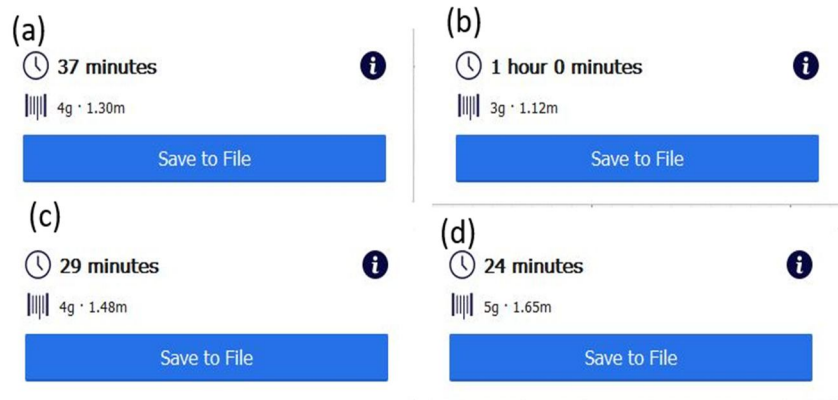 (a)
37 minutes
4g · 1.30m
Save to File
(b)
1 hour 0 minutes
3g · 1.12m
Save to File
(c)
29 minutes
4g · 1.48m
Save to File
(d)
24 minutes
5g · 1.65m
Save to File